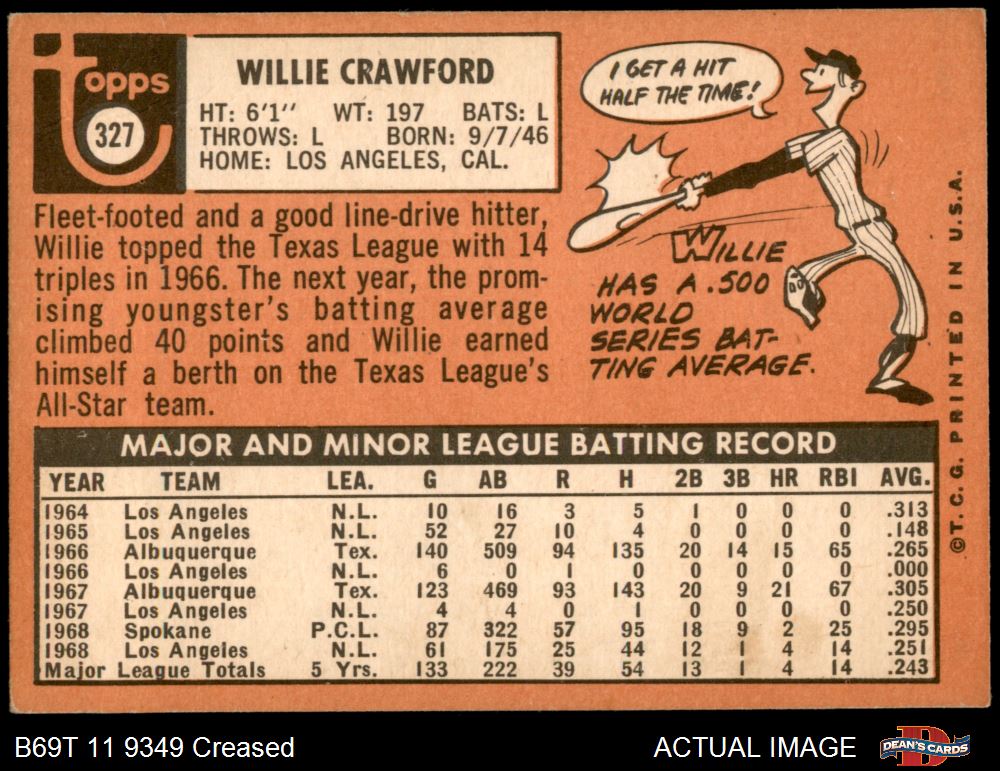 Topps
327
WILLIE CRAWFORD
HT: 6'1" WT: 197 BATS: L
THROWS: L BORN: 9/7/46
HOME: LOS ANGELES, CAL.
Fleet-footed and a good line-drive hitter,
Willie topped the Texas League with 14
triples in 1966. The next year, the prom-
ising youngster's batting average
climbed 40 points and Willie earned
himself a berth on the Texas League's
All-Star team.
I GET A HIT
HALF THE TIME!
WILLIE
HAS A .500
WORLD
SERIES BAT-
TING AVERAGE.
©T.C.G. PRINTED IN U.S.A.
MAJOR AND MINOR LEAGUE BATTING RECORD
YEAR TEAM LEA. G AB R H 2B 3B HR RBI AVG.
1964 Los Angeles N.L. 10 16 3 5 1 0 0 0 .313
1965 Los Angeles N.L. 52 27 10 4 0 0 0 0 .148
1966 Albuquerque Tex. 140 509 94 135 20 14 15 65 .265
1966 Los Angeles N.L. 6 0 1 0 0 0 0 0 .000
1967 Albuquerque Tex. 123 469 93 143 20 9 21 67 .305
1967 Los Angeles N.L. 4 4 0 1 0 0 0 0 .250
1968 Spokane P.C.L. 87 322 57 95 18 9 2 25 .295
1968 Los Angeles N.L. 61 175 25 44 12 1 4 14 .251
Major League Totals 5 Yrs. 133 222 39 54 13 1 4 14 .243
B69T 11 9349 Creased
ACTUAL IMAGE
DEAN'S CARDS